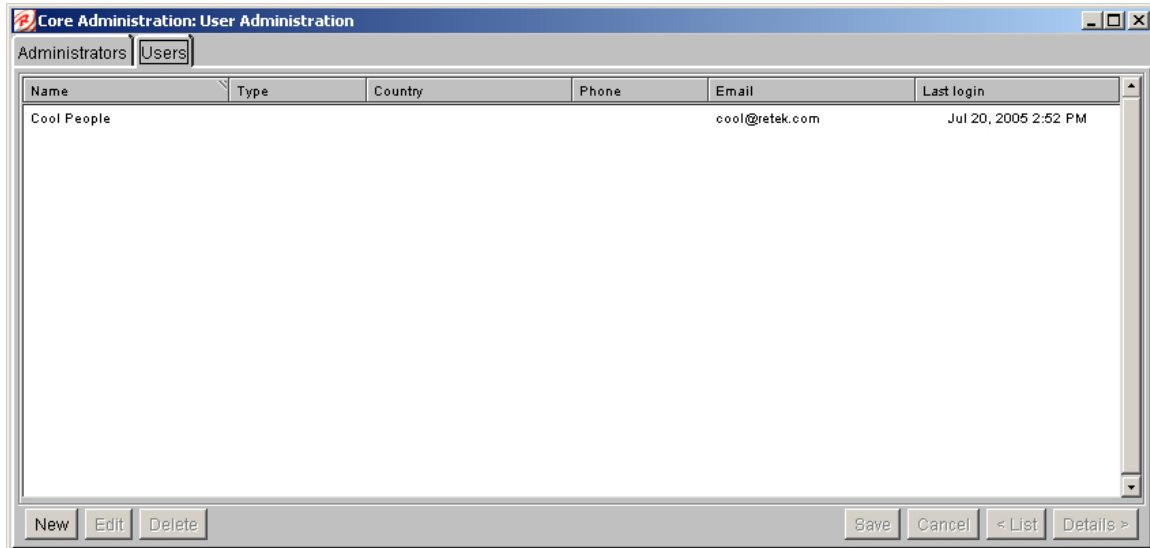 Core Administration: User Administration
Administrators Users
Name Type Country Phone Email Last login
Cool People cool@retek.com Jul 20, 2005 2:52 PM
New Edit Delete Save Cancel < List Details >